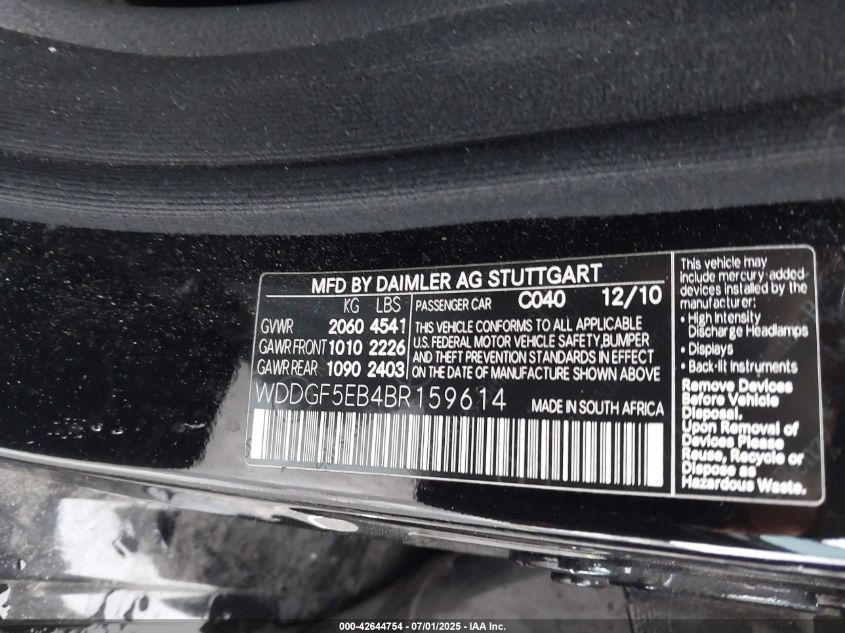 MFD BY DAIMLER AG STUTTGART
KG LBS
GVWR 2060 4541
GAWR FRONT 1010 2226
GAWR REAR 1090 2403
PASSENGER CAR C040 12/10
THIS VEHICLE CONFORMS TO ALL APPLICABLE
U.S. FEDERAL MOTOR VEHICLE SAFETY,BUMPER
AND THEFT PREVENTION STANDARDS IN EFFECT
ON THE DATE OF MANUFACTURE SHOWN ABOVE
WDDGF5EB4BR159614 MADE IN SOUTH AFRICA
This vehicle may
include mercury-added
devices installed by the
manufacturer:
• High Intensity
Discharge Headlamps
• Displays
• Back-lit Instruments
Remove Devices
Before Vehicle
Disposal.
Upon Removal of
Devices Please
Reuse, Recycle or
Dispose as
Hazardous Waste.
000-42644754 - 07/01/2025 - IAA Inc.